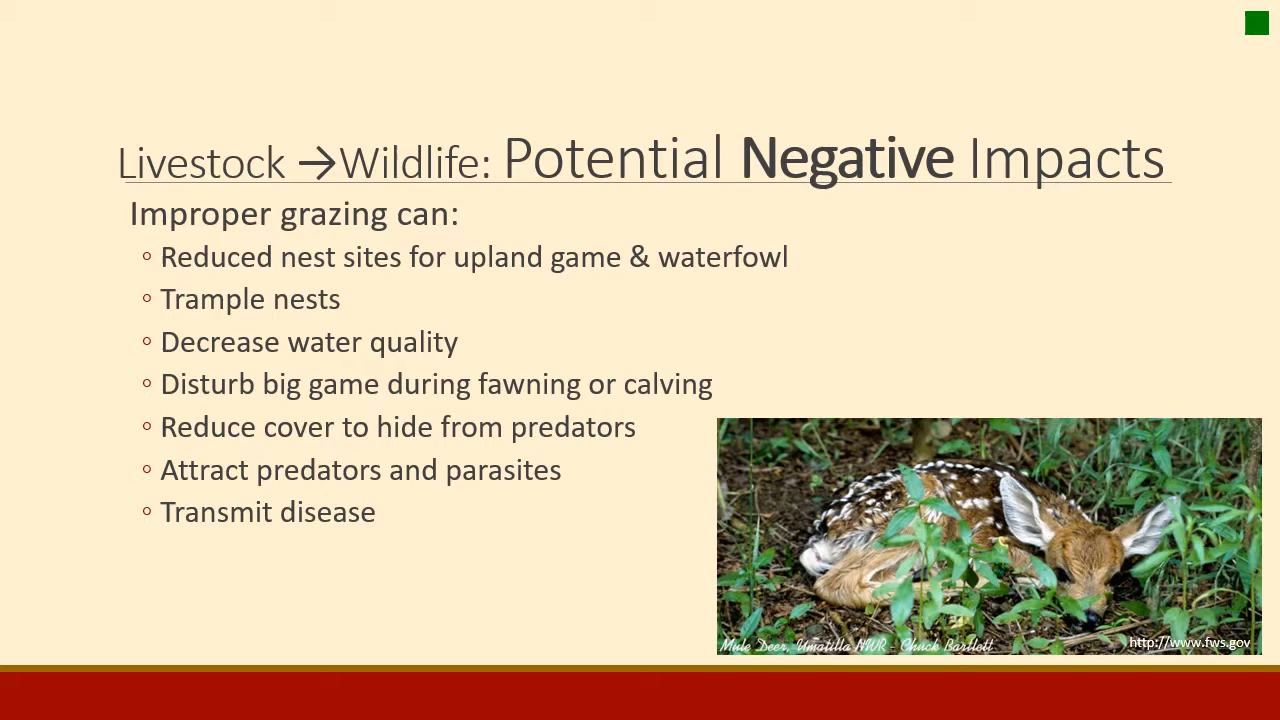 Livestock →Wildlife: Potential Negative Impacts
Improper grazing can:
◦ Reduced nest sites for upland game & waterfowl
◦ Trample nests
◦ Decrease water quality
◦ Disturb big game during fawning or calving
◦ Reduce cover to hide from predators
◦ Attract predators and parasites
◦ Transmit disease
Mule Deer, Umatilla NWR - Chuck Bartlett
http://www.fws.gov